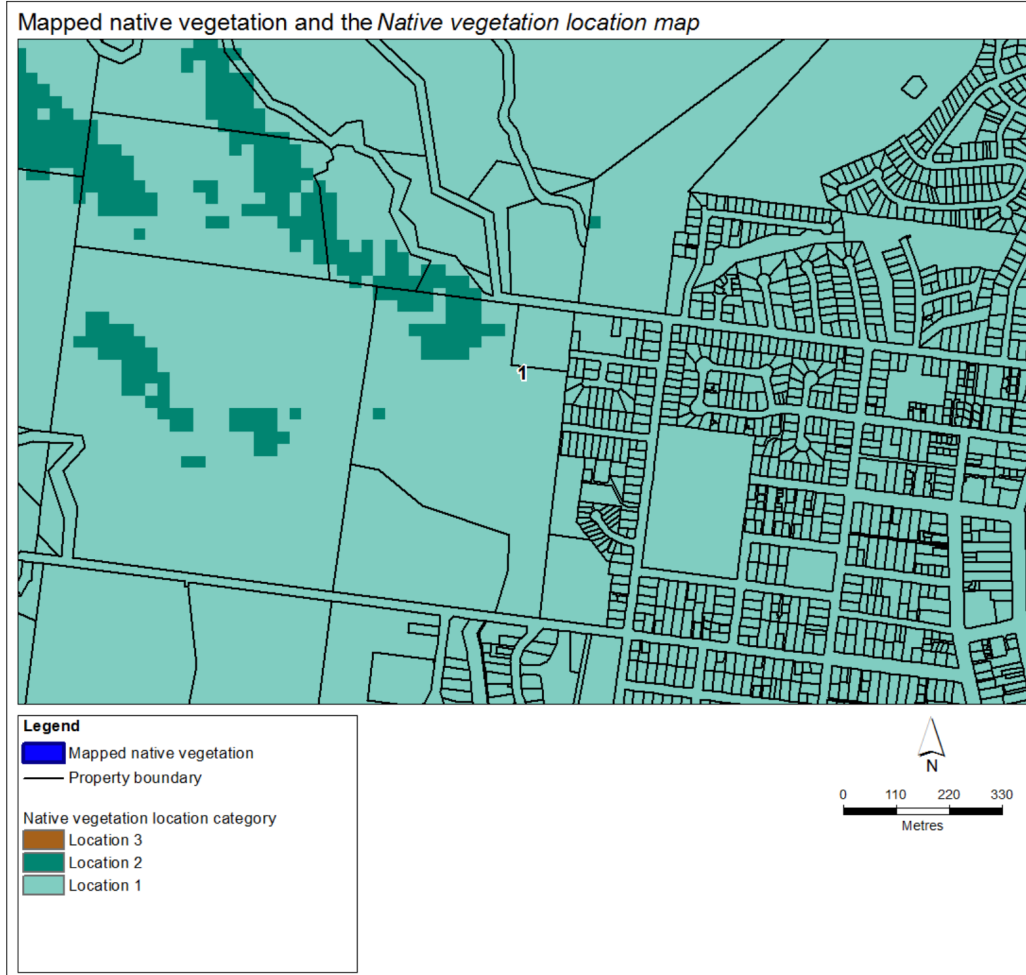 Mapped native vegetation and the Native vegetation location map
1
Legend
Mapped native vegetation
Property boundary
Native vegetation location category
Location 3
Location 2
Location 1
N
0 110 220 330
Metres